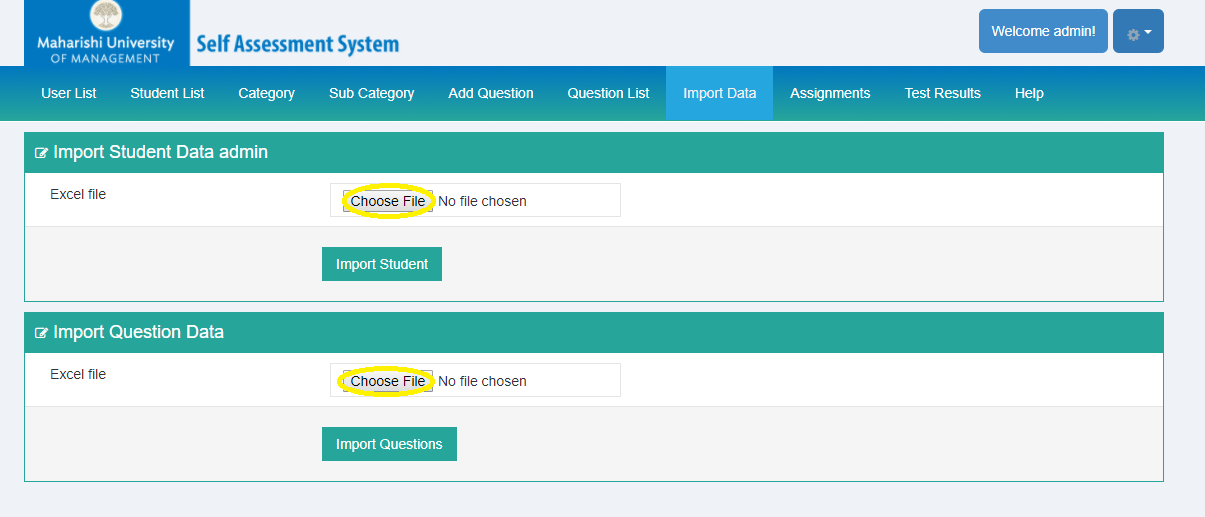 Maharishi University
OF MANAGEMENT
Self Assessment System
Welcome admin!
User List Student List Category Sub Category Add Question Question List Import Data Assignments Test Results Help
Import Student Data admin
Excel file Choose File No file chosen
Import Student
Import Question Data
Excel file Choose File No file chosen
Import Questions